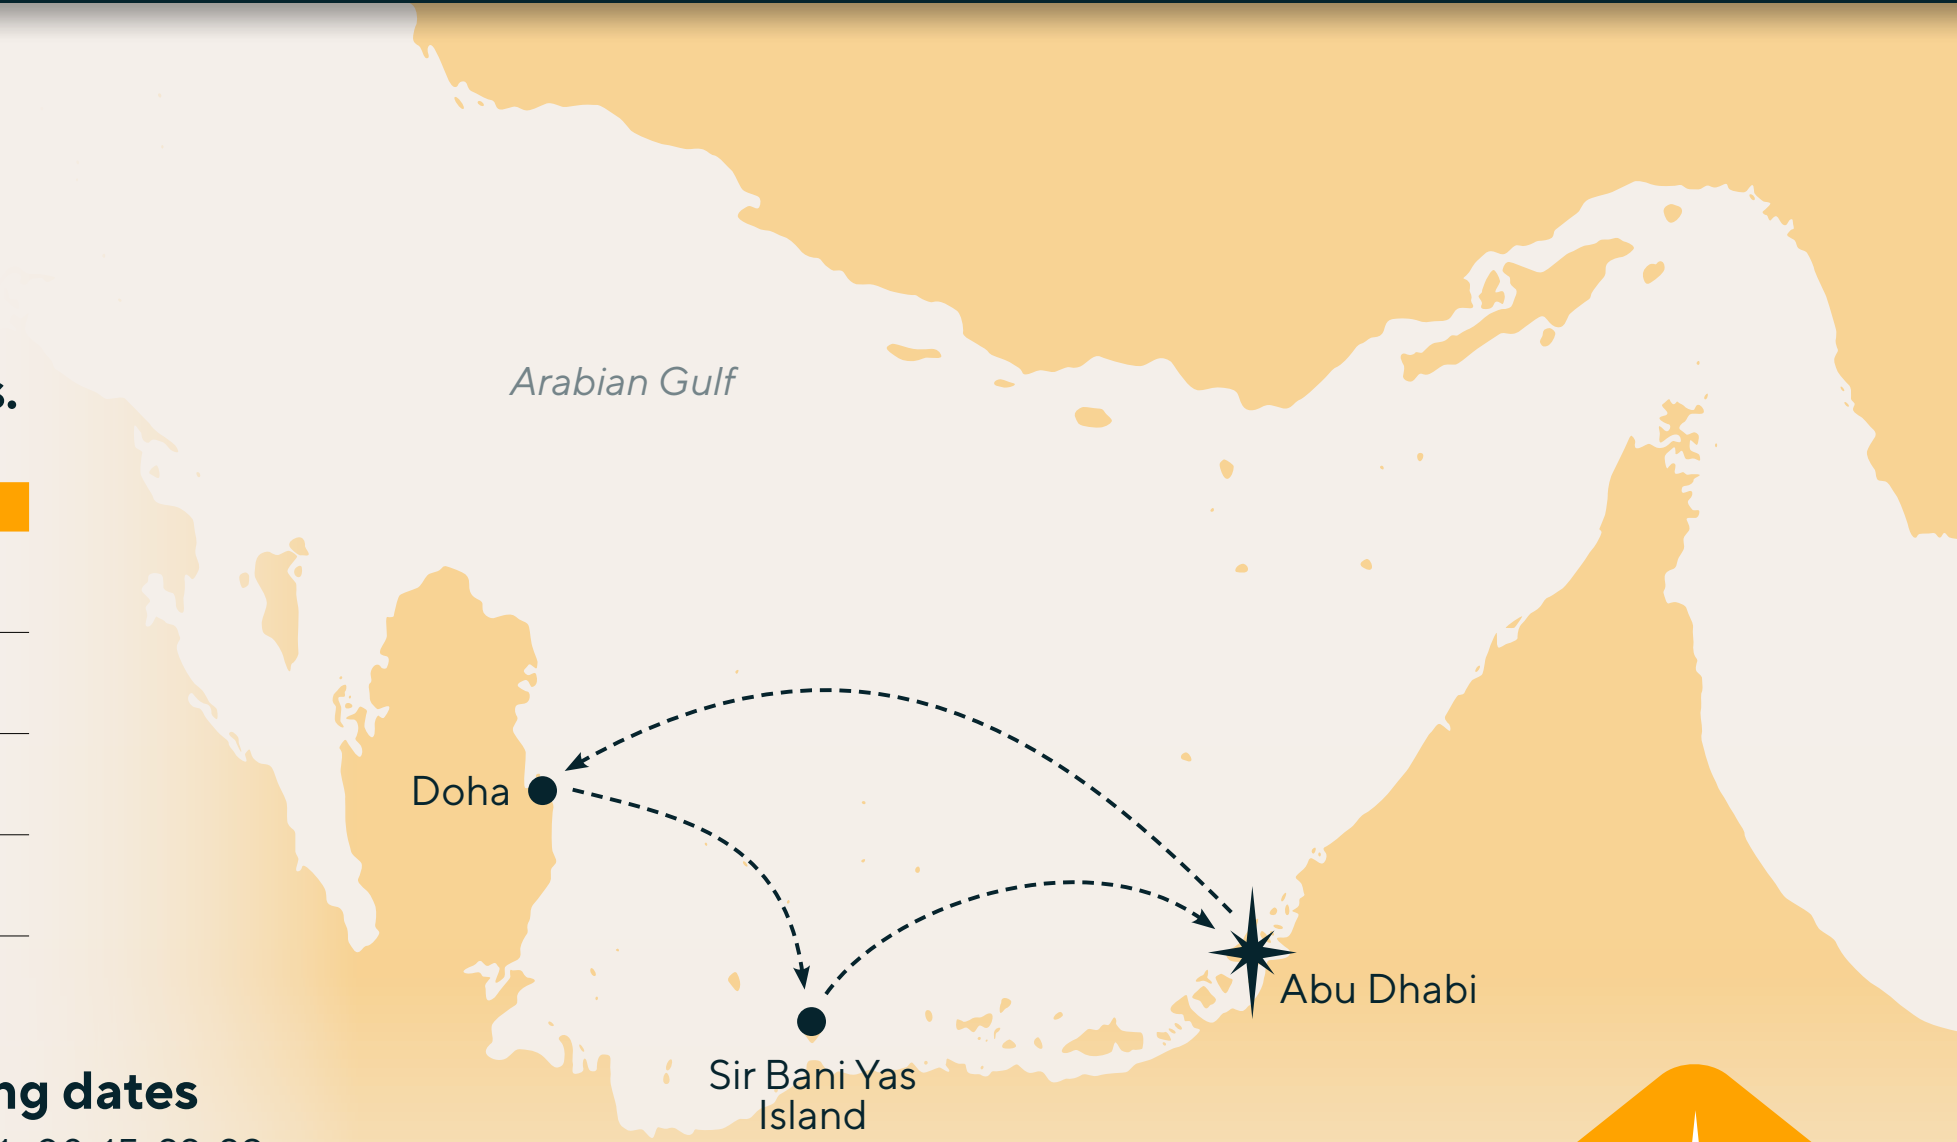 s.
Arabian Gulf
Doha
Abu Dhabi
Sir Bani Yas
Island
ng dates